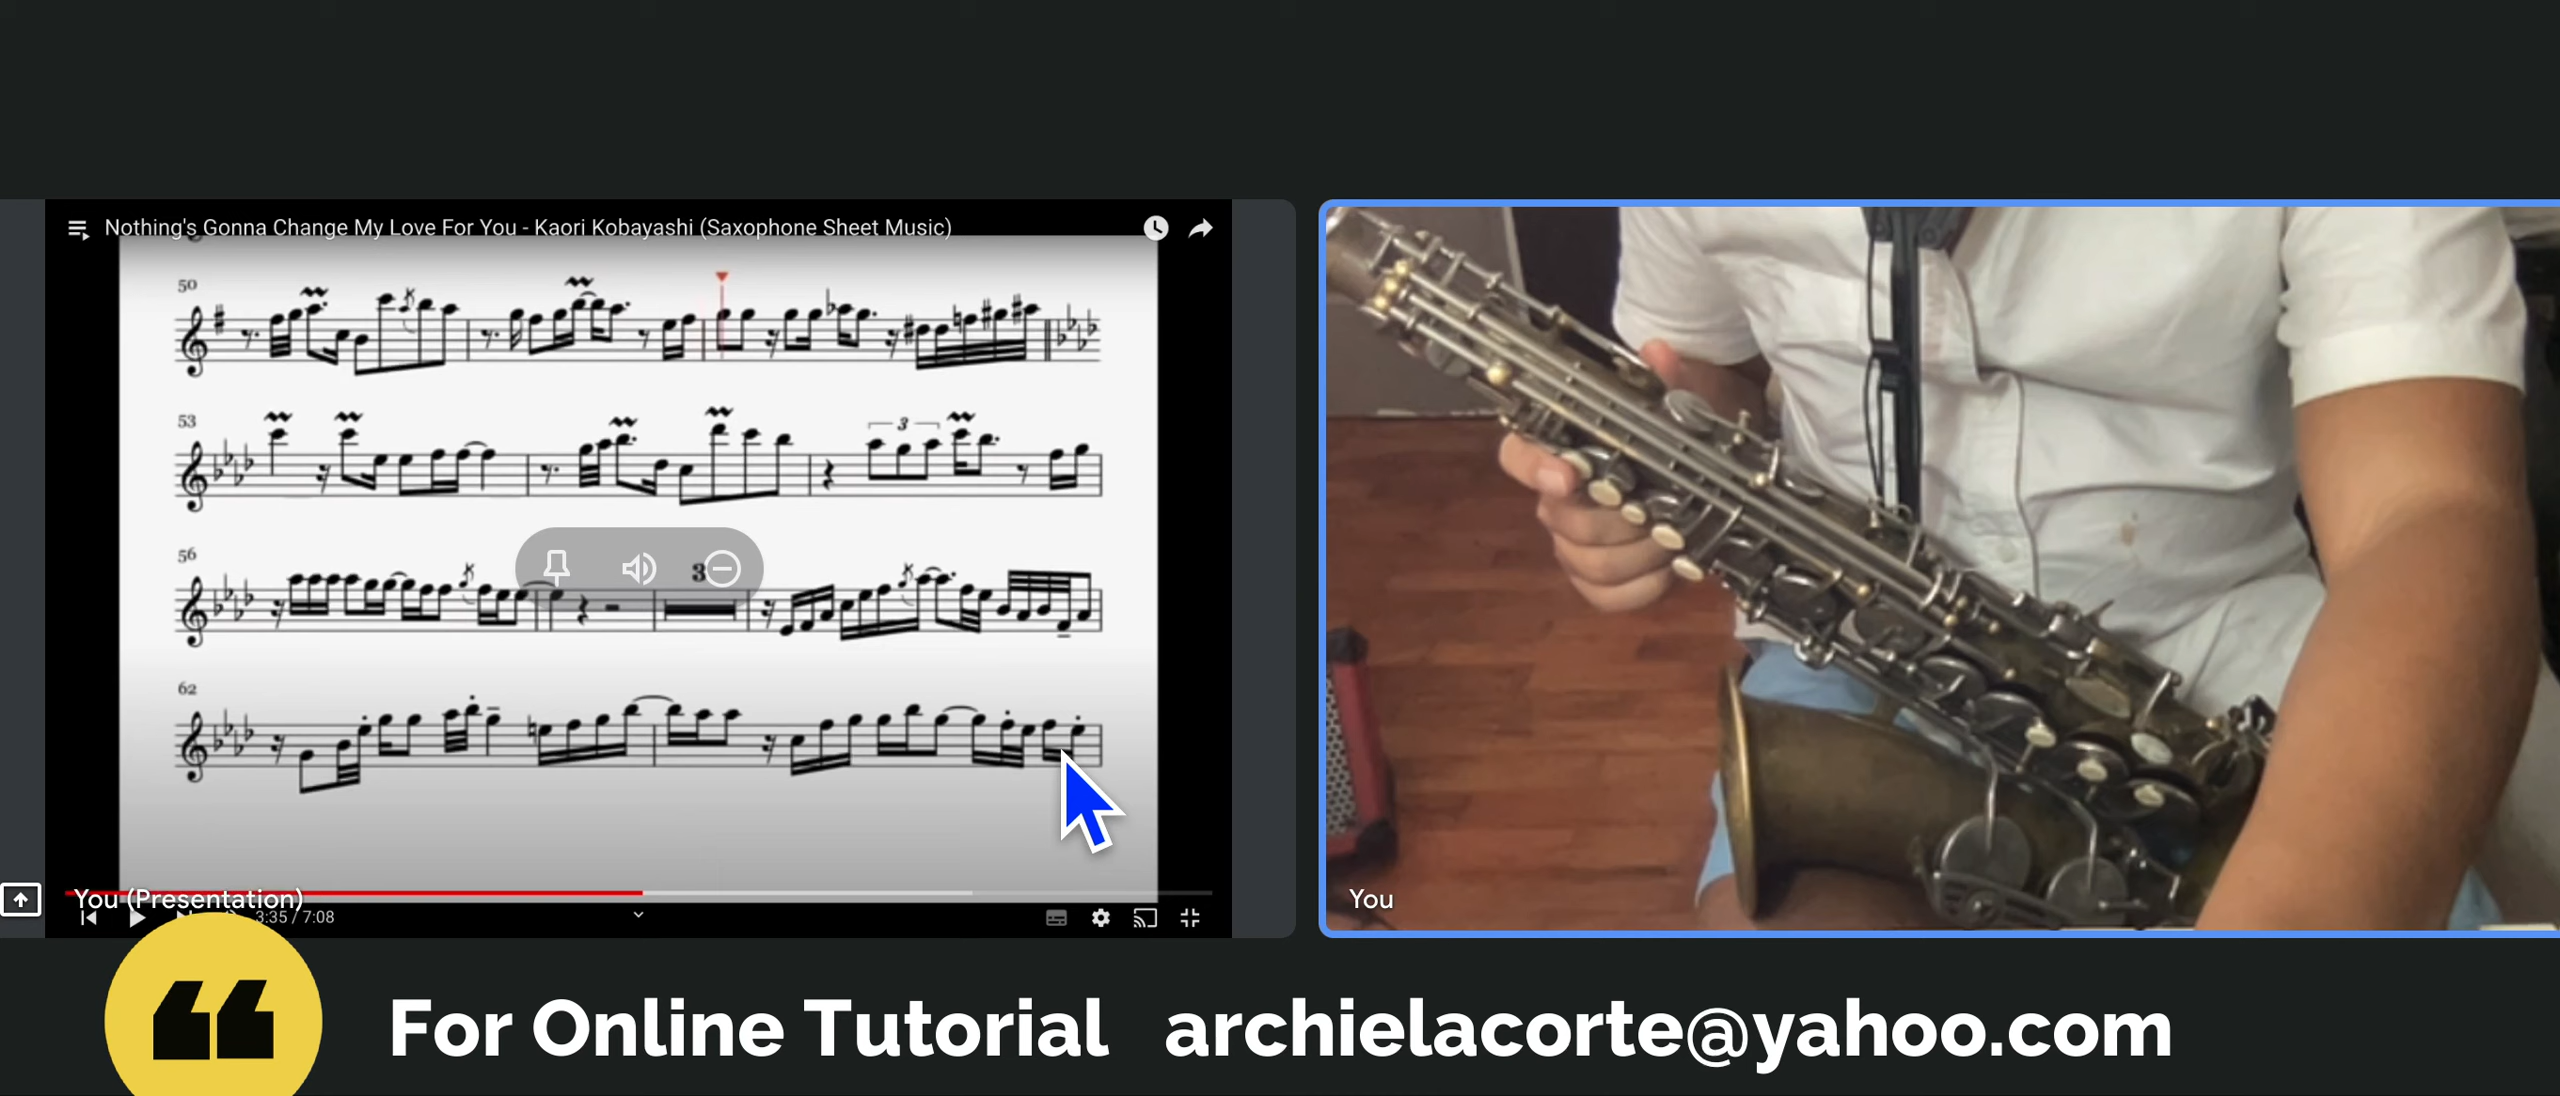 Nothing's Gonna Change My Love For You - Kaori Kobayashi (Saxophone Sheet Music)
50
53
3
56
3
62
You (Presentation)
3:35 / 7:08
You
For Online Tutorial archielacorte@yahoo.com